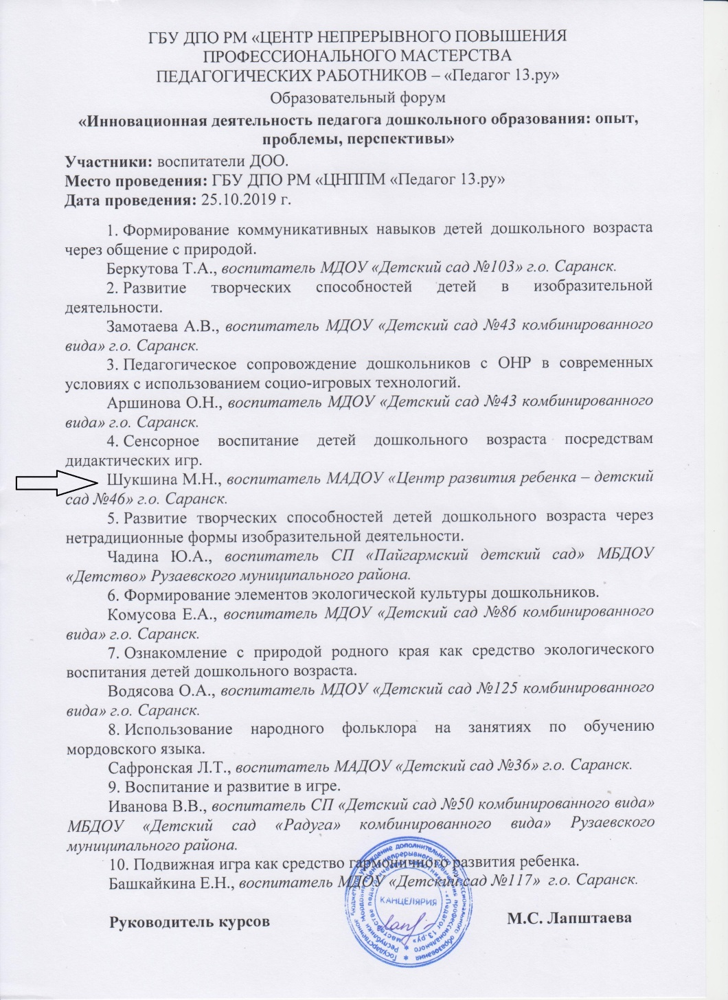 ГБУ ДПО РМ «ЦЕНТР НЕПРЕРЫВНОГО ПОВЫШЕНИЯ
ПРОФЕССИОНАЛЬНОГО МАСТЕРСТВА
ПЕДАГОГИЧЕСКИХ РАБОТНИКОВ – «Педагог 13.ру»
Образовательный форум
«Инновационная деятельность педагога дошкольного образования: опыт,
проблемы, перспективы»
Участники: воспитатели ДОО.
Место проведения: ГБУ ДПО РМ «ЦНППМ «Педагог 13.ру»
Дата проведения: 25.10.2019 г.
1. Формирование коммуникативных навыков детей дошкольного возраста
через общение с природой.
Беркутова Т.А., воспитатель МДОУ «Детский сад №103» г.о. Саранск.
2. Развитие творческих способностей детей в изобразительной
деятельности.
Замотаева А.В., воспитатель МДОУ «Детский сад №43 комбинированного
вида» г.о. Саранск.
3. Педагогическое сопровождение дошкольников с ОНР в современных
условиях с использованием социо-игровых технологий.
Аршинова О.Н., воспитатель МДОУ «Детский сад №43 комбинированного
вида» г.о. Саранск.
4. Сенсорное воспитание детей дошкольного возраста посредствам
дидактических игр.
Шукшина М.Н., воспитатель МАДОУ «Центр развития ребенка – детский
сад №46» г.о. Саранск.
5. Развитие творческих способностей детей дошкольного возраста через
нетрадиционные формы изобразительной деятельности.
Чадина Ю.А., воспитатель СП «Пайгармский детский сад» МБДОУ
«Детство» Рузаевского муниципального района.
6. Формирование элементов экологической культуры дошкольников.
Комусова Е.А., воспитатель МДОУ «Детский сад №86 комбинированного
вида» г.о. Саранск.
7. Ознакомление с природой родного края как средство экологического
воспитания детей дошкольного возраста.
Водясова О.А., воспитатель МДОУ «Детский сад №125 комбинированного
вида» г.о. Саранск.
8. Использование народного фольклора на занятиях по обучению
мордовского языка.
Сафронская Л.Т., воспитатель МАДОУ «Детский сад №36» г.о. Саранск.
9. Воспитание и развитие в игре.
Иванова В.В., воспитатель СП «Детский сад №50 комбинированного вида»
МБДОУ «Детский сад «Радуга» комбинированного вида» Рузаевского
муниципального района.
10. Подвижная игра как средство гармоничного развития ребенка.
Башкайкина Е.Н., воспитатель МДОУ «Детский сад №117» г.о. Саранск.
КАНЦЕЛЯРИЯ
Руководитель курсов М.С. Лапштаева